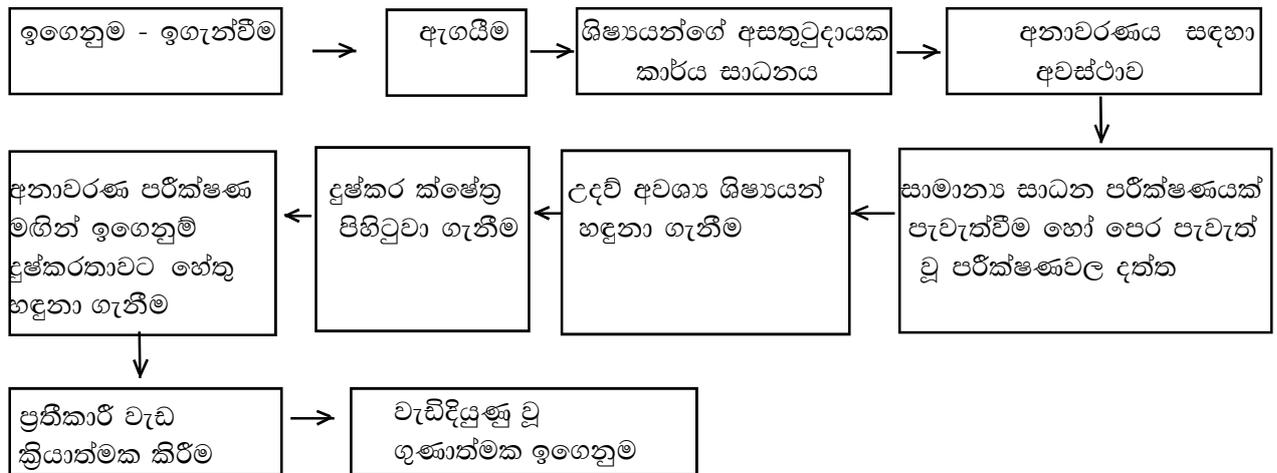 ඉගෙනුම - ඉගැන්වීම
ඇගයීම
ශිෂ්‍යයන්ගේ අසතුටුදායක
කාර්ය සාධනය
අනාවරණය සඳහා
අවස්ථාව
සාමාන්‍ය සාධන පරීක්ෂණයක්
පැවැත්වීම හෝ පෙර පැවැත්
වූ පරීක්ෂණවල දත්ත
උදව් අවශ්‍ය ශිෂ්‍යයන්
හඳුනා ගැනීම
දුෂ්කර ක්ෂේත්‍ර
පිහිටුවා ගැනීම
අනාවරණ පරීක්ෂණ
මඟින් ඉගෙනුම්
දුෂ්කරතාවට හේතු
හඳුනා ගැනීම
ප්‍රතිකාරී වැඩ
ක්‍රියාත්මක කිරීම
වැඩිදියුණු වූ
ගුණාත්මක ඉගෙනුම